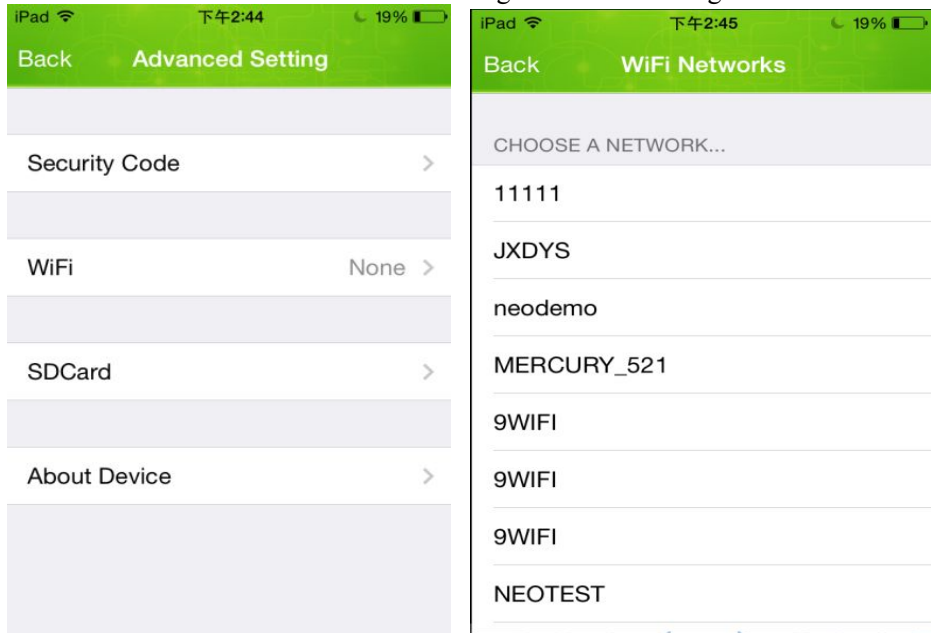 iPad 下午2:44 19%
Back Advanced Setting
Security Code
WiFi None
SDCard
About Device
iPad 下午2:45 19%
Back WiFi Networks
CHOOSE A NETWORK...
11111
JXDYS
neodemo
MERCURY_521
9WIFI
9WIFI
9WIFI
NEOTEST